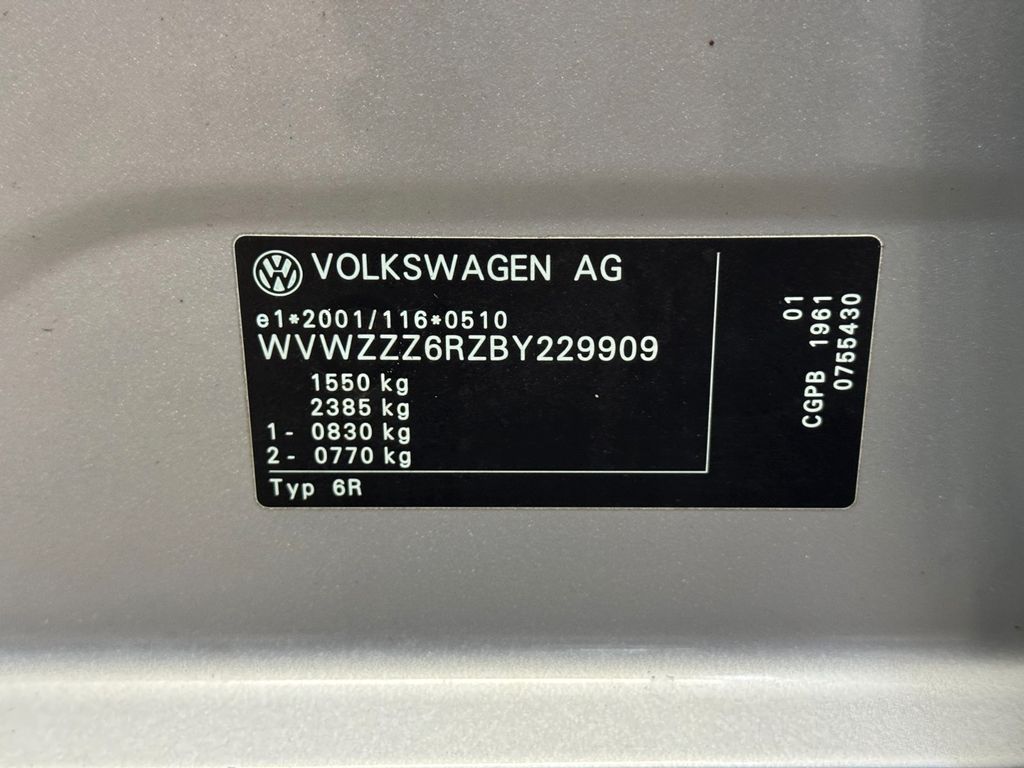 VOLKSWAGEN AG
e1*2001/116*0510
WVWZZZ6RZBY229909
1550 kg
2385 kg
1- 0830 kg
2- 0770 kg
Typ 6R
01
CGPB 1961
0755430